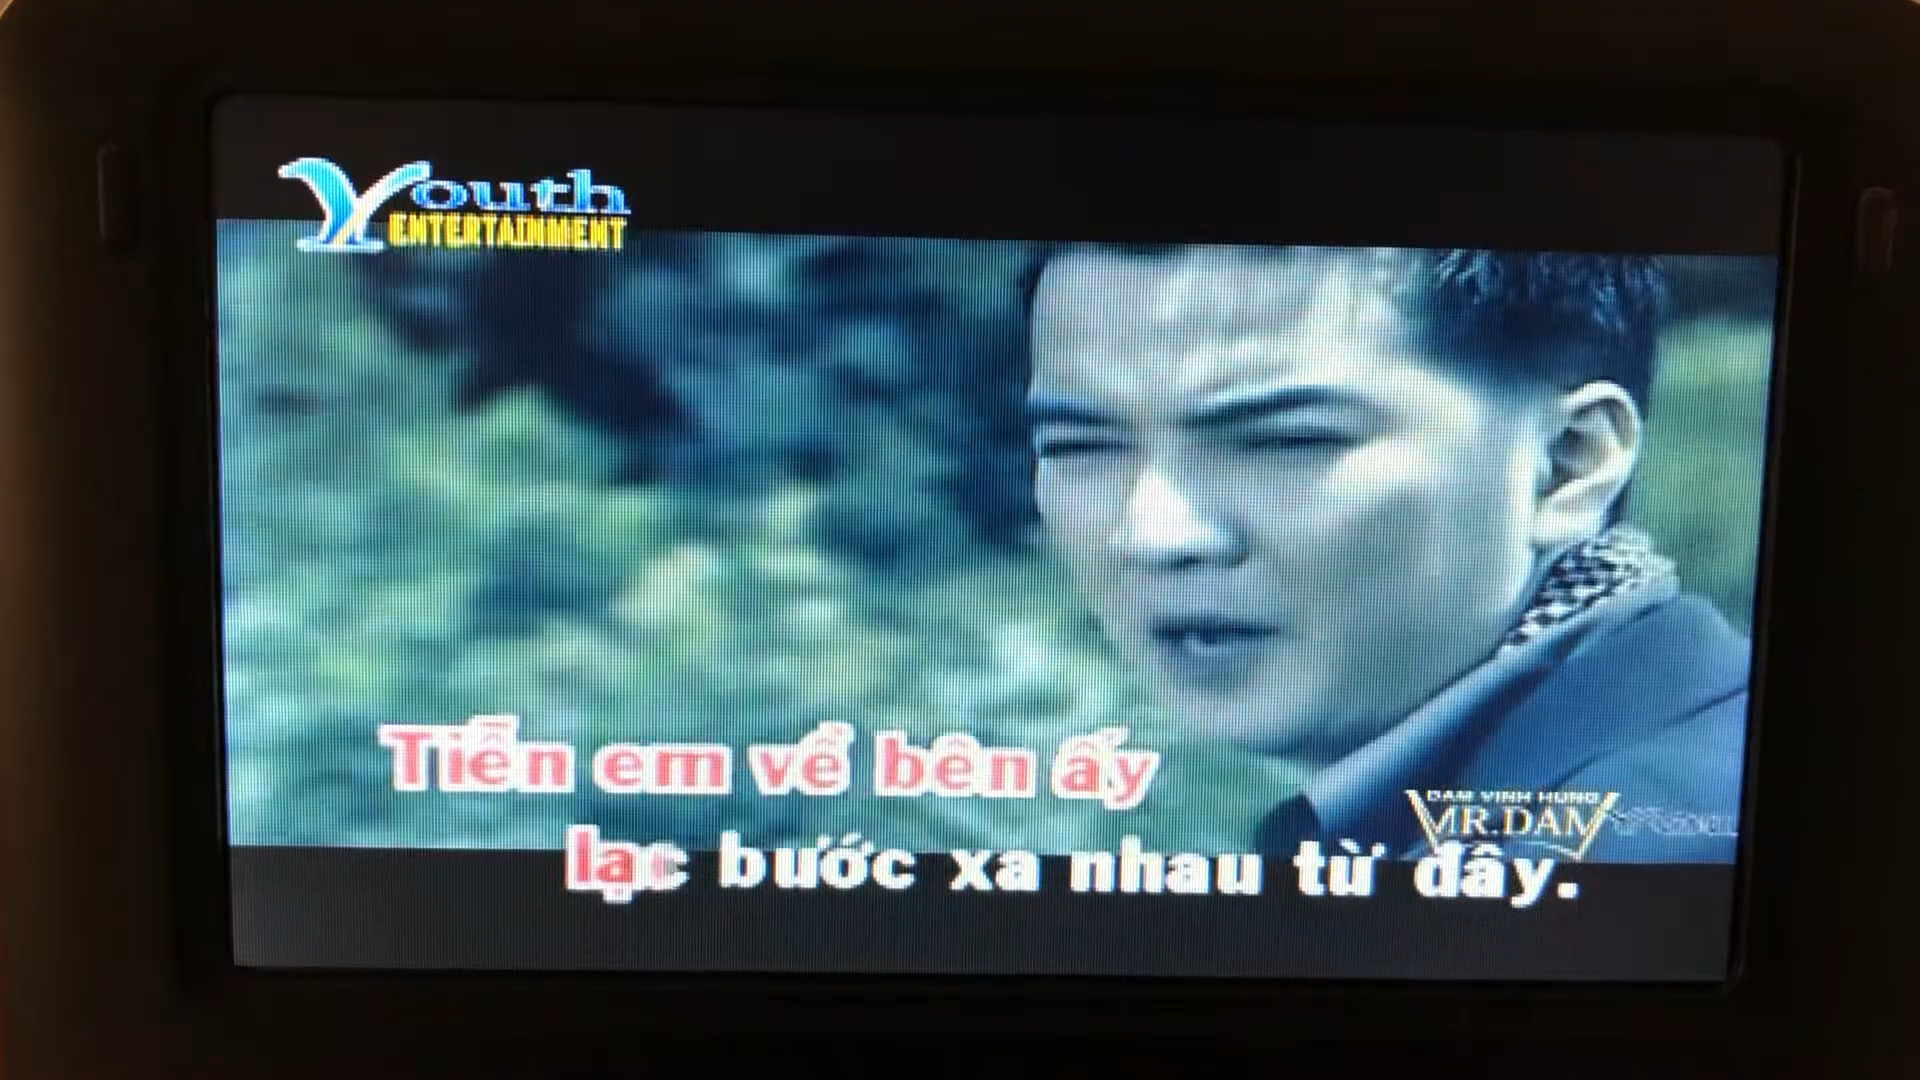 Youth
ENTERTAINMENT
Tiễn em về bên ấy
lạc bước xa nhau từ đây.
DAM VINH HUNG
MR.DAM